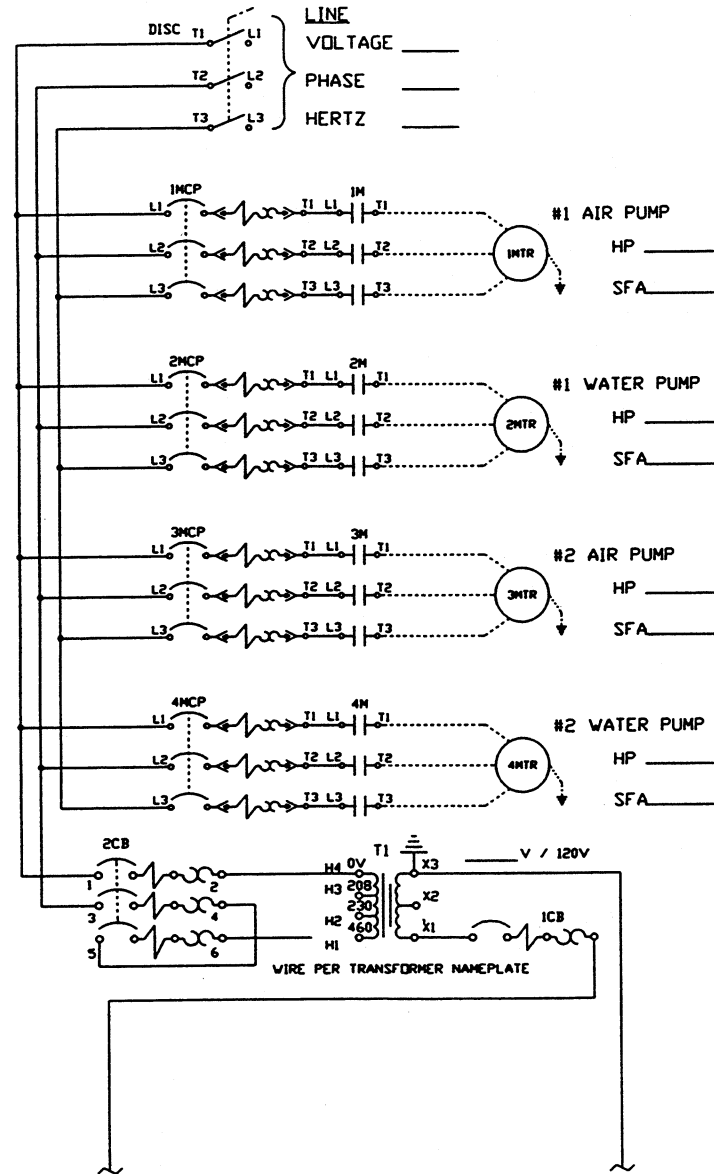 LINE
DISC T1 L1 VOLTAGE
T2 L2 PHASE
T3 L3 HERTZ
1MCP 1M
L1 T1 L1 T1 #1 AIR PUMP
L2 T2 L2 T2 1MTR HP
L3 T3 L3 T3 SFA
2MCP 2M
L1 T1 L1 T1 #1 WATER PUMP
L2 T2 L2 T2 2MTR HP
L3 T3 L3 T3 SFA
3MCP 3M
L1 T1 L1 T1 #2 AIR PUMP
L2 T2 L2 T2 3MTR HP
L3 T3 L3 T3 SFA
4MCP 4M
L1 T1 L1 T1 #2 WATER PUMP
L2 T2 L2 T2 4MTR HP
L3 T3 L3 T3 SFA
2CB T1 V / 120V
1 2 H4 0V X3
H3 208
3 4 230 X2
H2 460
5 6 H1 X1 1CB
WIRE PER TRANSFORMER NAMEPLATE